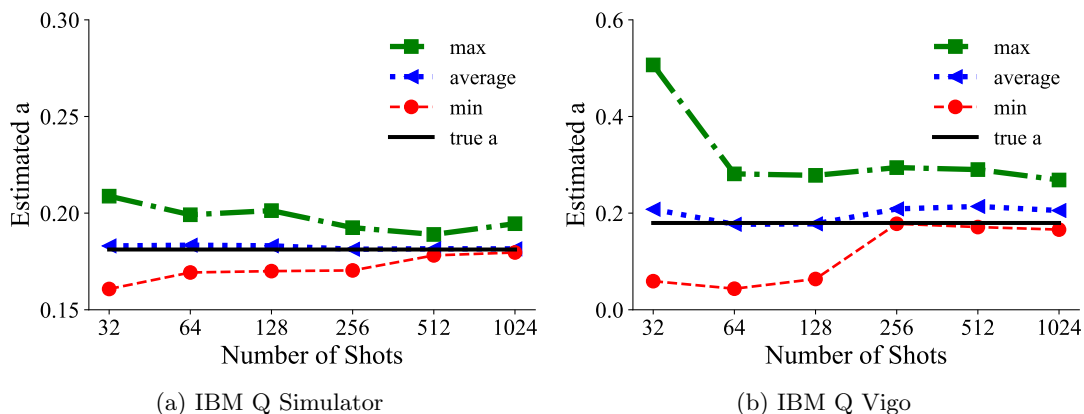 0.30
0.25
0.20
0.15
Estimated a
max
average
min
true a
32 64 128 256 512 1024
Number of Shots
(a) IBM Q Simulator
0.6
0.4
0.2
0.0
Estimated a
max
average
min
true a
32 64 128 256 512 1024
Number of Shots
(b) IBM Q Vigo